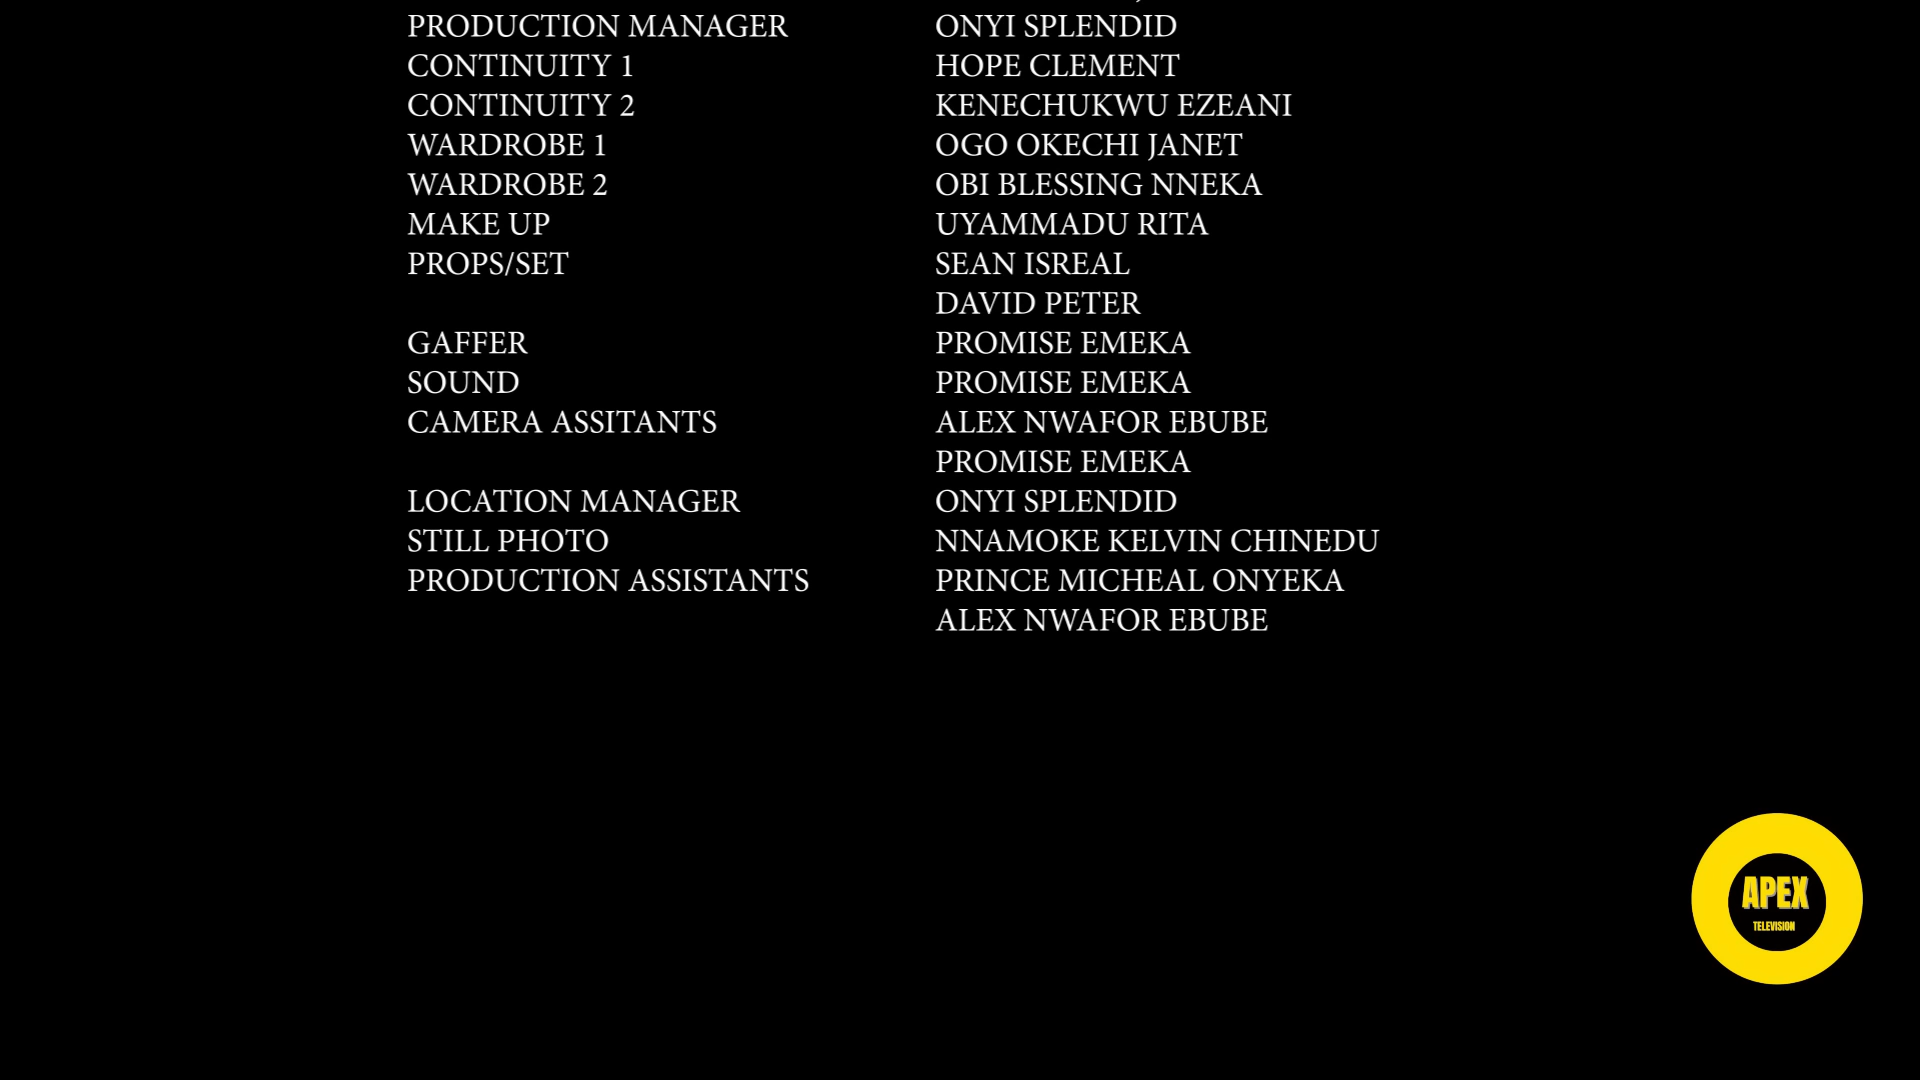 PRODUCTION MANAGER ONYI SPLENDID
CONTINUITY 1 HOPE CLEMENT
CONTINUITY 2 KENECHUKWU EZEANI
WARDROBE 1 OGO OKECHI JANET
WARDROBE 2 OBI BLESSING NNEKA
MAKE UP UYAMMADU RITA
PROPS/SET SEAN ISREAL
DAVID PETER
GAFFER PROMISE EMEKA
SOUND PROMISE EMEKA
CAMERA ASSITANTS ALEX NWAFOR EBUBE
PROMISE EMEKA
LOCATION MANAGER ONYI SPLENDID
STILL PHOTO NNAMOKE KELVIN CHINEDU
PRODUCTION ASSISTANTS PRINCE MICHEAL ONYEKA
ALEX NWAFOR EBUBE
APEX
TELEVISION